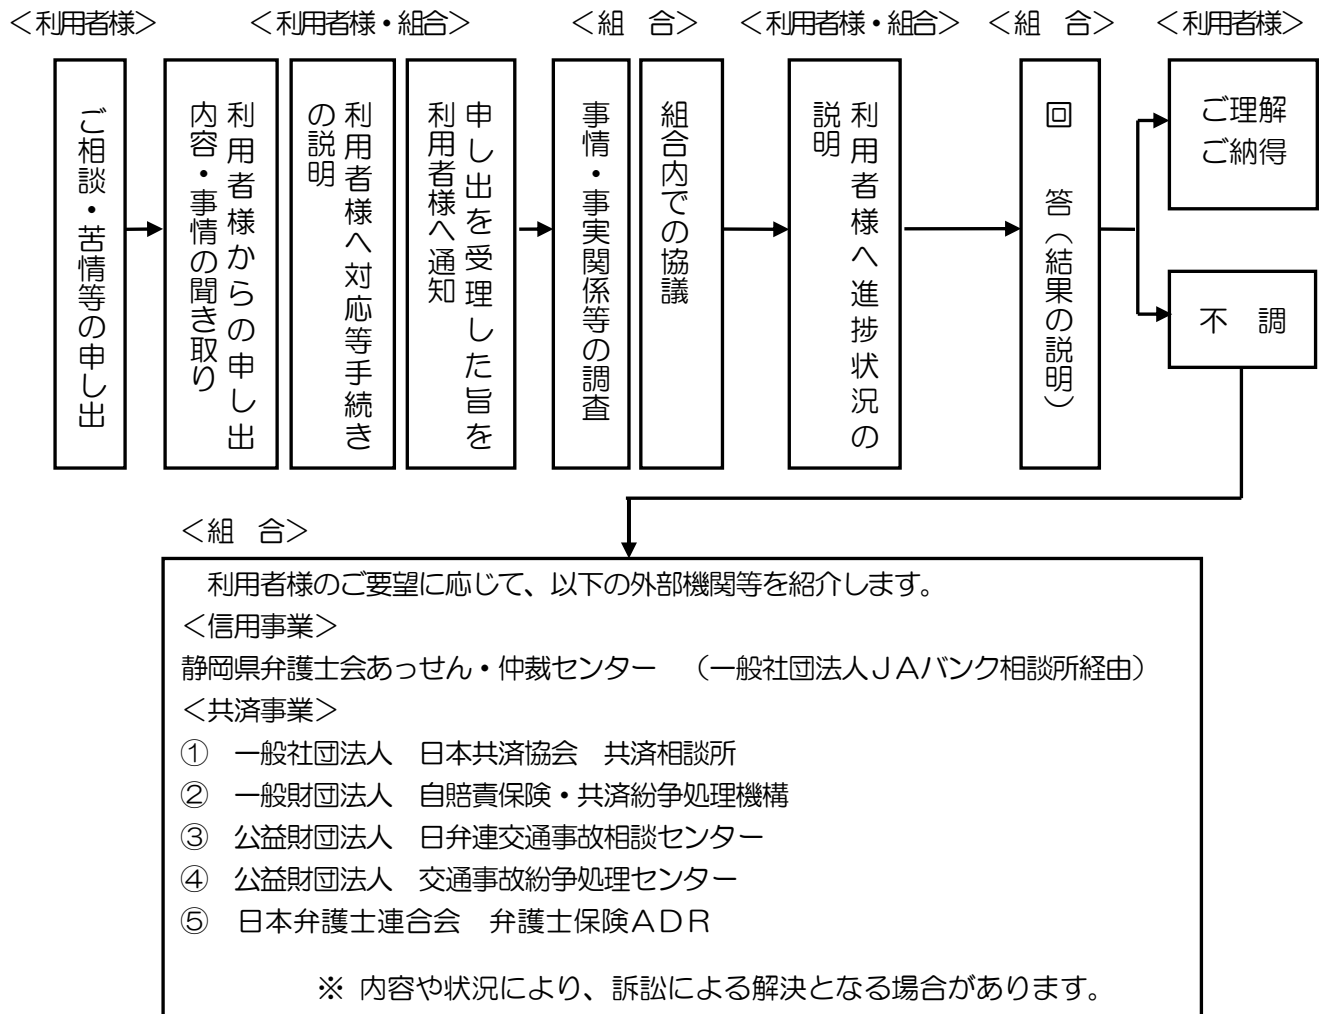 ＜利用者様＞
＜利用者様・組合＞
＜組　合＞
＜利用者様・組合＞
＜組　合＞
＜利用者様＞
ご相談・苦情等の申し出
利用者様からの申し出
内容・事情の聞き取り
利用者様へ対応等手続き
の説明
申し出を受理した旨を
利用者様へ通知
事情・事実関係等の調査
組合内での協議
利用者様へ進捗状況の
説明
回　答（結果の説明）
ご理解
ご納得
不　調
＜組　合＞
利用者様のご要望に応じて、以下の外部機関等を紹介します。
＜信用事業＞
静岡県弁護士会あっせん・仲裁センター　（一般社団法人ＪＡバンク相談所経由）
＜共済事業＞
①　一般社団法人　日本共済協会　共済相談所
②　一般財団法人　自賠責保険・共済紛争処理機構
③　公益財団法人　日弁連交通事故相談センター
④　公益財団法人　交通事故紛争処理センター
⑤　日本弁護士連合会　弁護士保険ＡＤＲ
※ 内容や状況により、訴訟による解決となる場合があります。